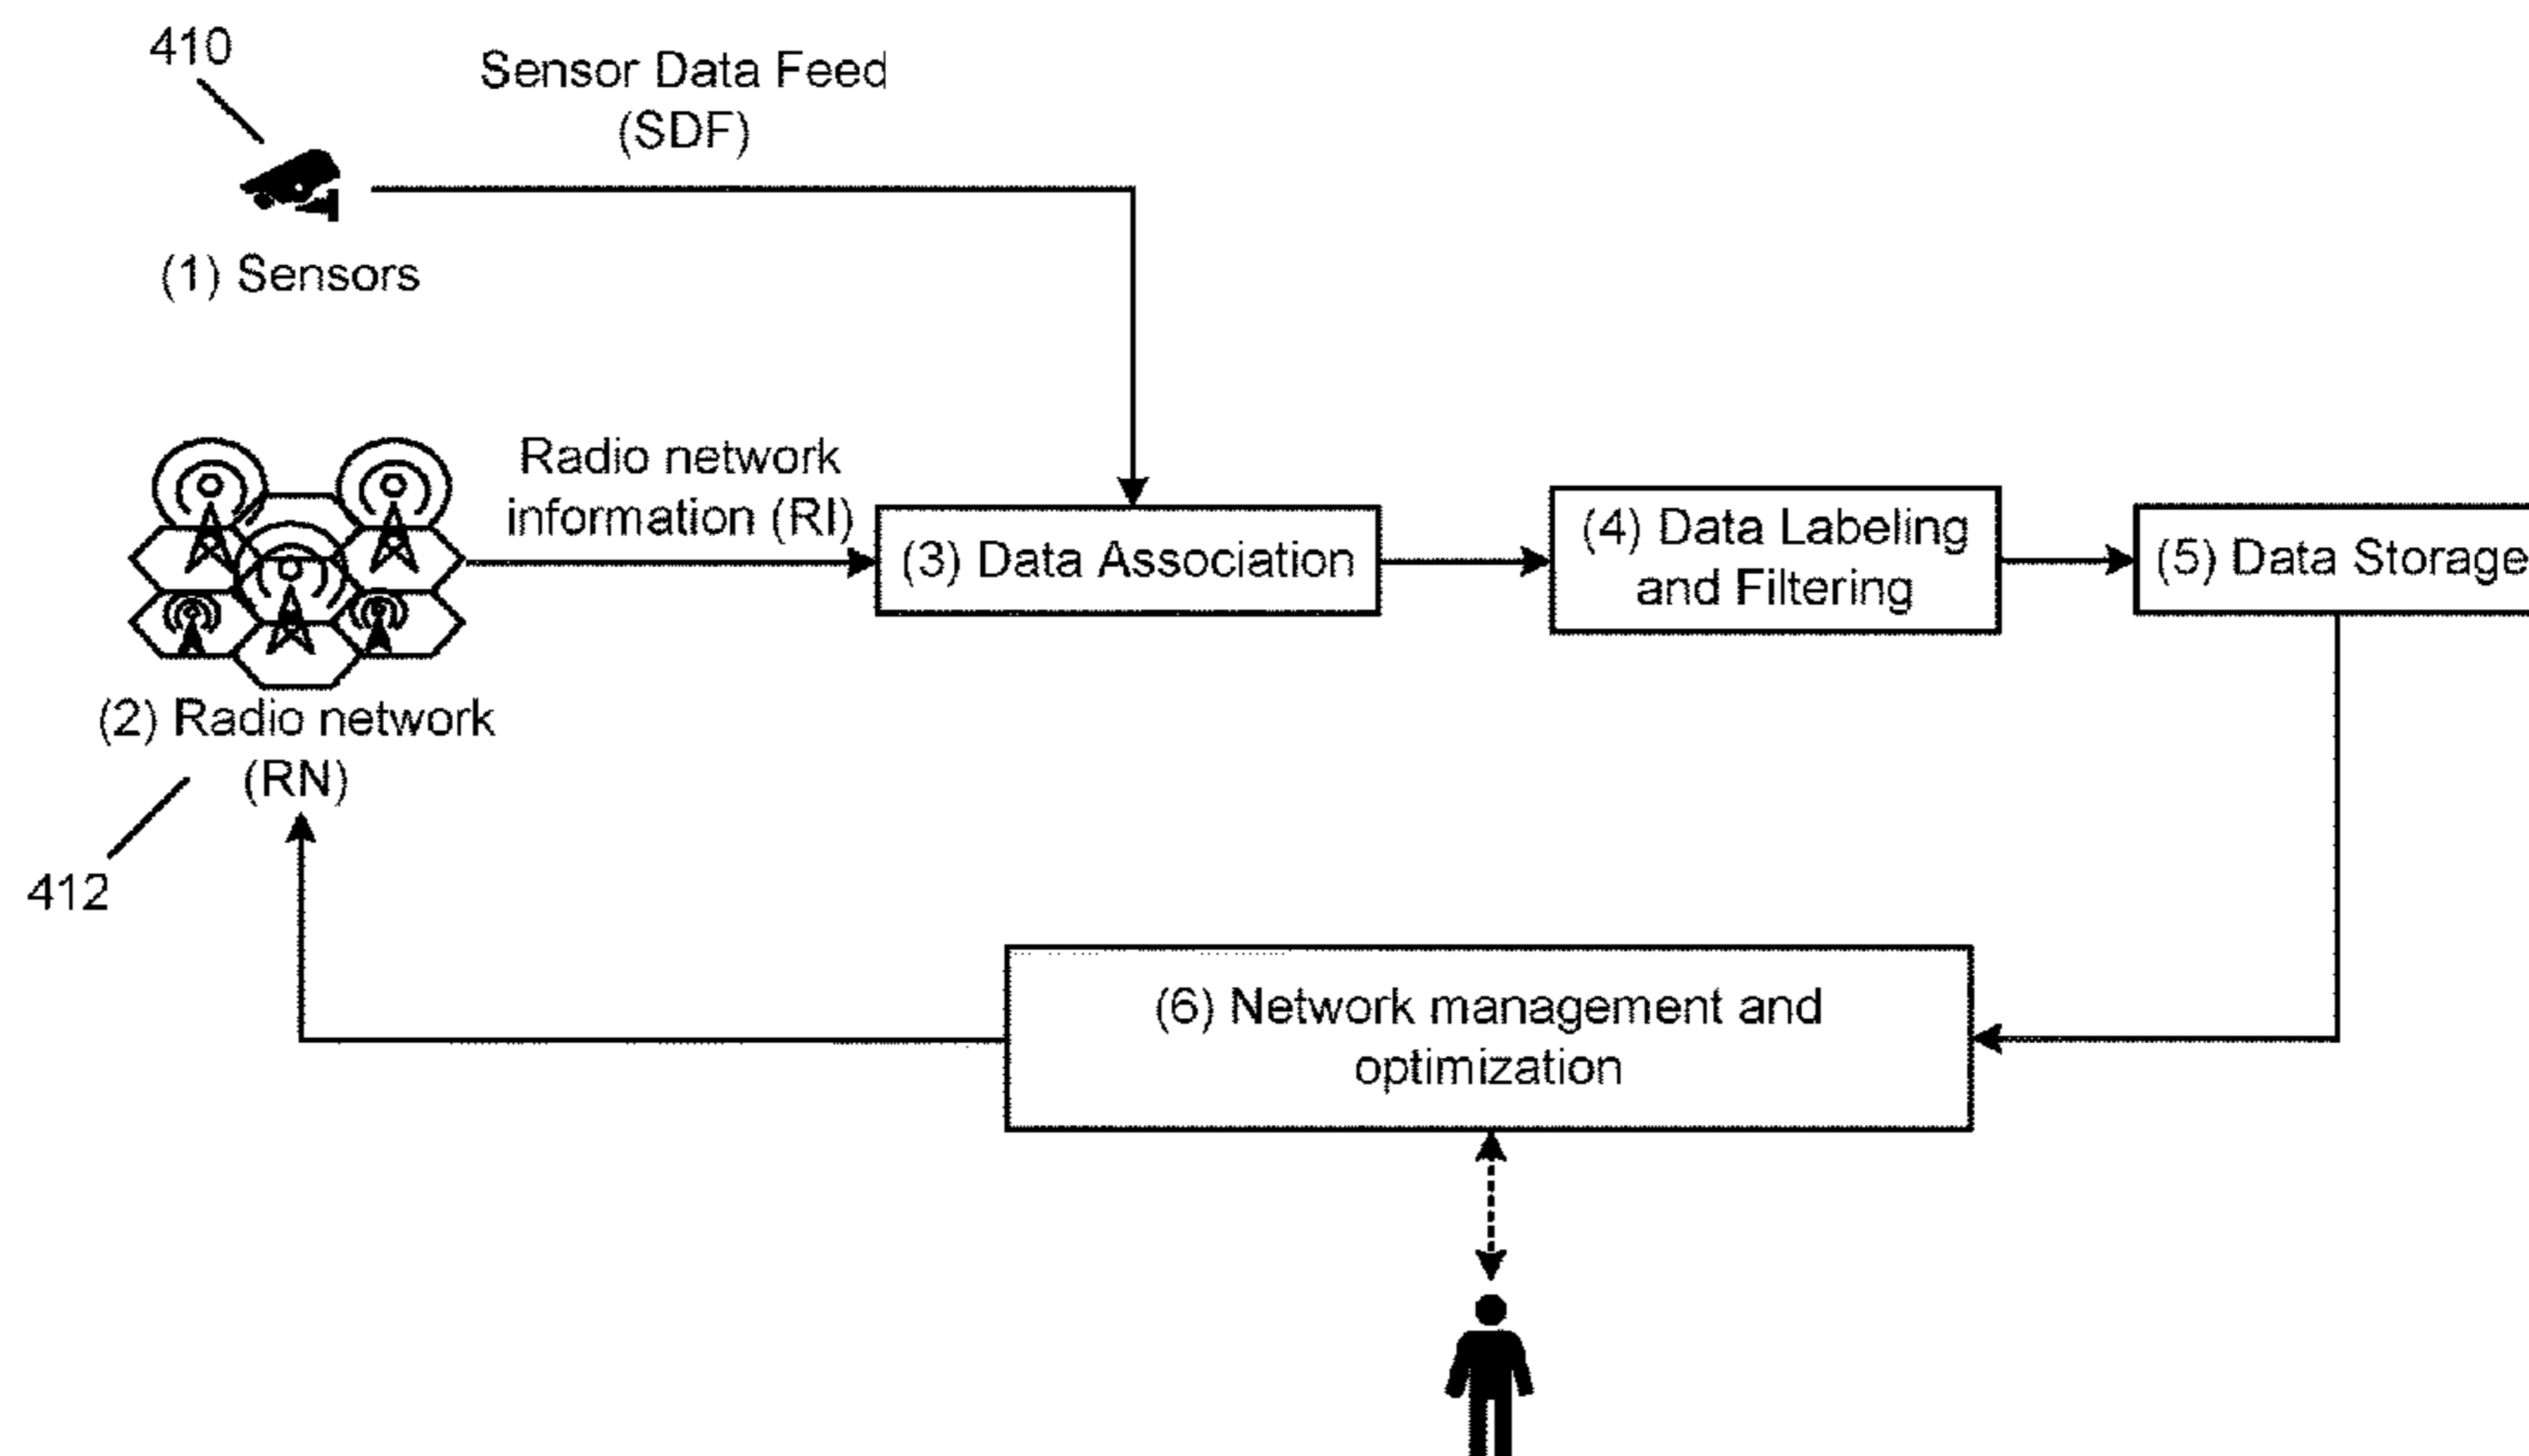 410
Sensor Data Feed
(SDF)
(1) Sensors
Radio network
information (RI)
(3) Data Association
(4) Data Labeling
and Filtering
(5) Data Storage
(2) Radio network
(RN)
412
(6) Network management and
optimization